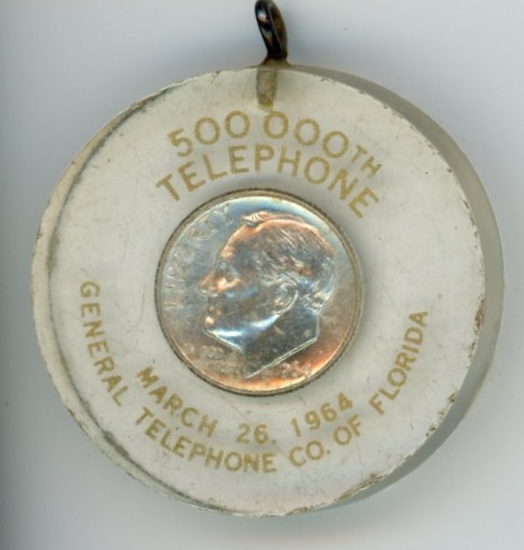 500 000TH
TELEPHONE
LIBERTY
MARCH 26. 1964
GENERAL TELEPHONE CO. OF FLORIDA